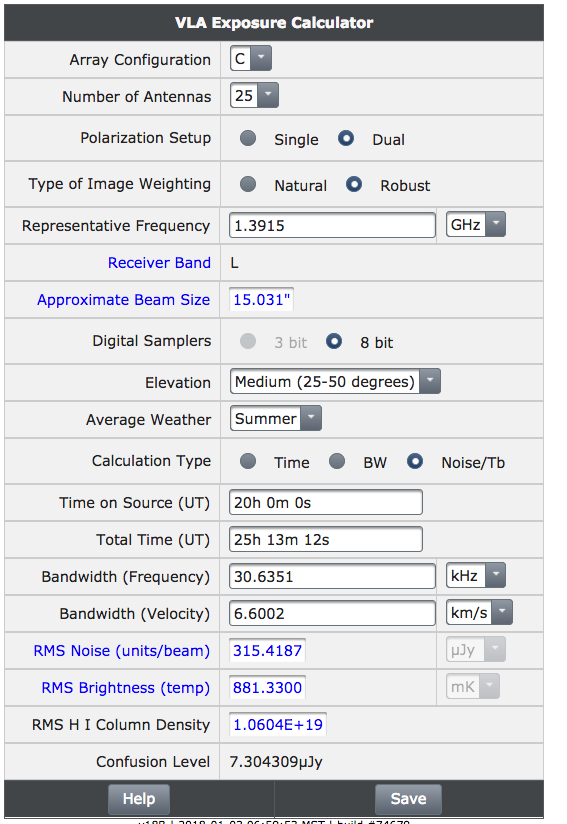 VLA Exposure Calculator
Array Configuration C
Number of Antennas 25
Polarization Setup Single Dual
Type of Image Weighting Natural Robust
Representative Frequency 1.3915 GHz
Receiver Band L
Approximate Beam Size 15.031"
Digital Samplers 3 bit 8 bit
Elevation Medium (25-50 degrees)
Average Weather Summer
Calculation Type Time BW Noise/Tb
Time on Source (UT) 20h 0m 0s
Total Time (UT) 25h 13m 12s
Bandwidth (Frequency) 30.6351 kHz
Bandwidth (Velocity) 6.6002 km/s
RMS Noise (units/beam) 315.4187 µJy
RMS Brightness (temp) 881.3300 mK
RMS H I Column Density 1.0604E+19
Confusion Level 7.304309µJy
Help Save